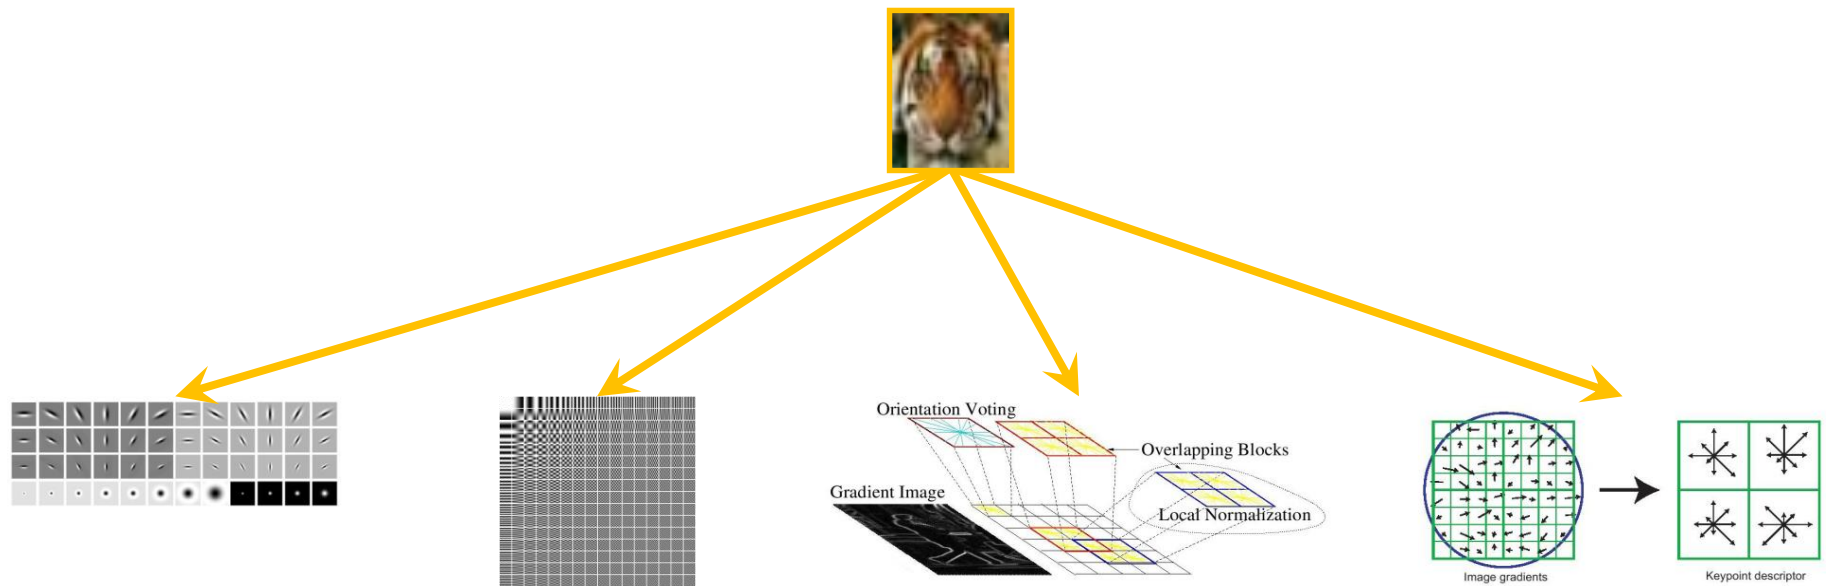 Orientation Voting
Overlapping Blocks
Gradient Image
Local Normalization
Image gradients
Keypoint descriptor